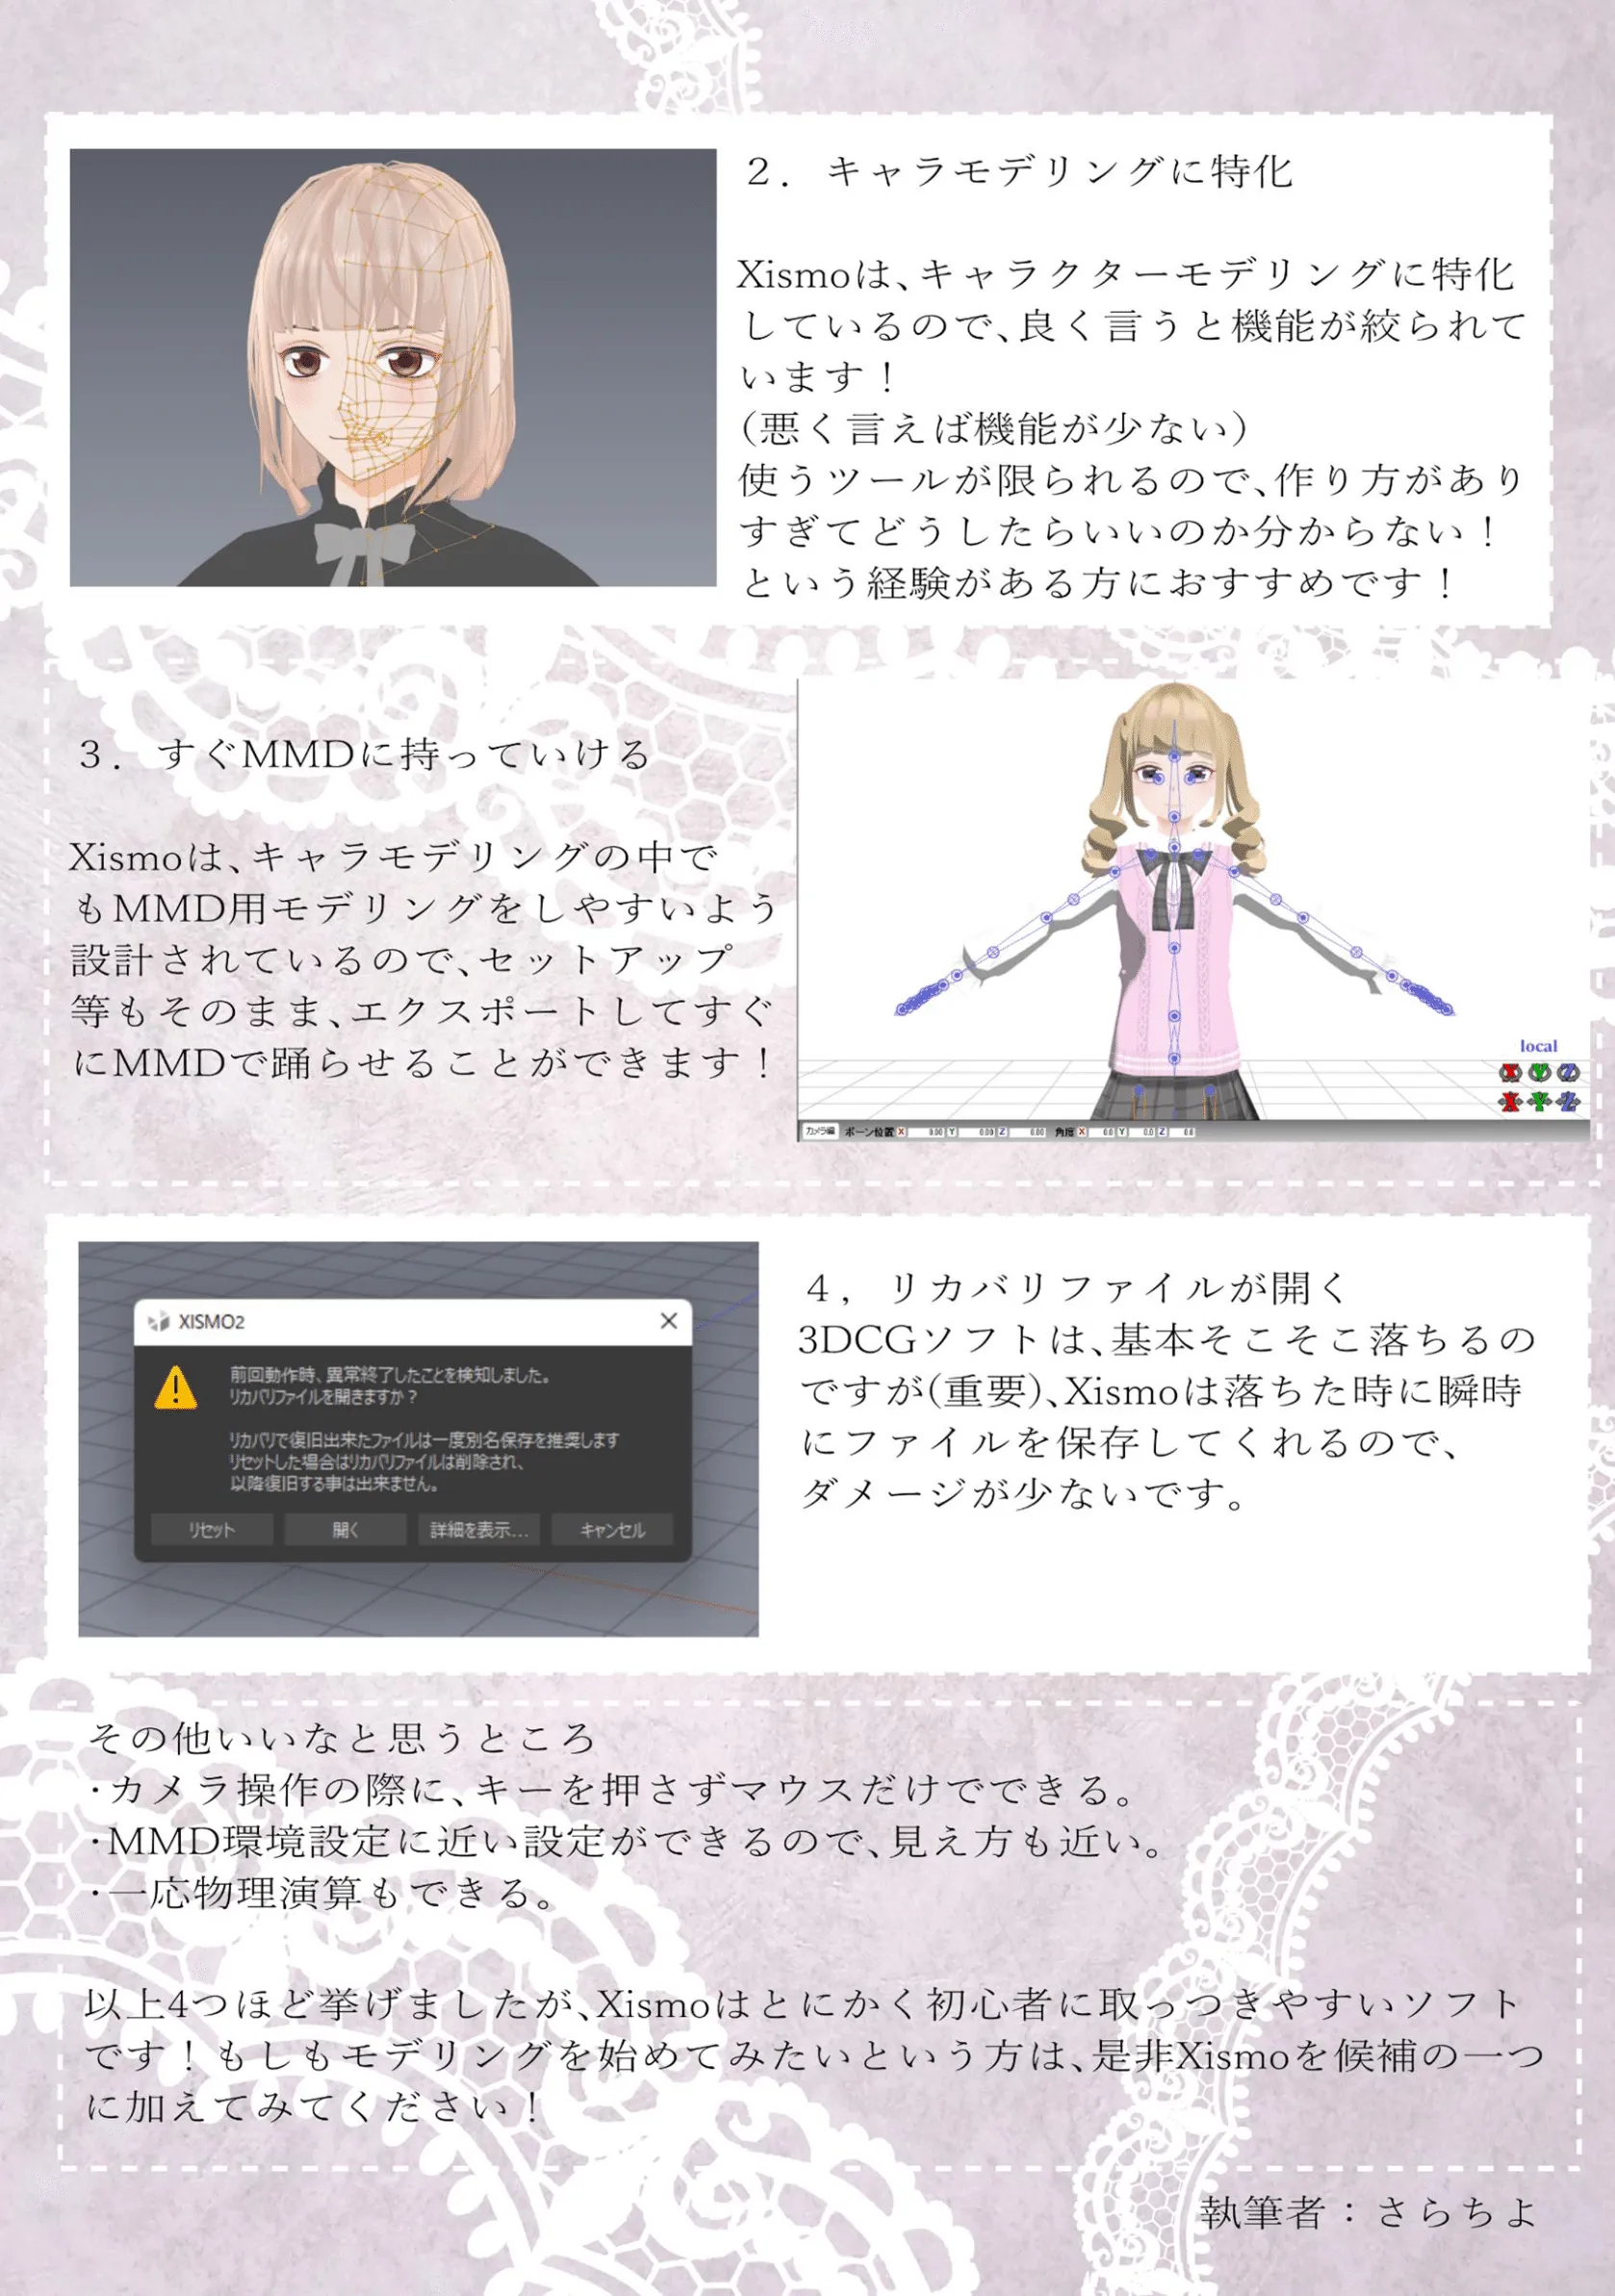 ２．キャラモデリングに特化
Xismoは、キャラクターモデリングに特化
しているので、良く言うと機能が絞られて
います！
（悪く言えば機能が少ない）
使うツールが限られるので、作り方があり
すぎてどうしたらいいのか分からない！
という経験がある方におすすめです！
３．すぐMMDに持っていける
Xismoは、キャラモデリングの中で
もMMD用モデリングをしやすいよう
設計されているので、セットアップ
等もそのまま、エクスポートしてすぐ
にMMDで踊らせることができます！
local
X Y Z
X Y Z
カメラ編 ボーン位置 X 0.00 Y 0.00 Z 0.00 角度 X 0.0 Y 0.0 Z 0.0
XISMO2
前回動作時、異常終了したことを検知しました。
リカバリファイルを開きますか？
リカバリで復旧出来たファイルは一度別名保存を推奨します
リセットした場合はリカバリファイルは削除され、
以降復旧する事は出来ません。
リセット 開く 詳細を表示... キャンセル
４，リカバリファイルが開く
3DCGソフトは、基本そこそこ落ちるの
ですが(重要)、Xismoは落ちた時に瞬時
にファイルを保存してくれるので、
ダメージが少ないです。
その他いいなと思うところ
・カメラ操作の際に、キーを押さずマウスだけでできる。
・MMD環境設定に近い設定ができるので、見え方も近い。
・一応物理演算もできる。
以上4つほど挙げましたが、Xismoはとにかく初心者に取っつきやすいソフト
です！もしもモデリングを始めてみたいという方は、是非Xismoを候補の一つ
に加えてみてください！
執筆者：さらちよ